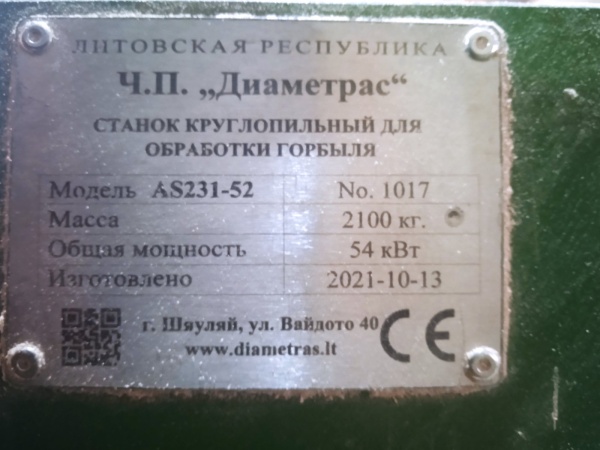 ЛИТОВСКАЯ РЕСПУБЛИКА
Ч.П. „Диаметрас“
СТАНОК КРУГЛОПИЛЬНЫЙ ДЛЯ
ОБРАБОТКИ ГОРБЫЛЯ
Модель AS231-52 No. 1017
Масса 2100 кг.
Общая мощность 54 кВт
Изготовлено 2021-10-13
г. Шяуляй, ул. Вайдото 40
www.diametras.lt
CE